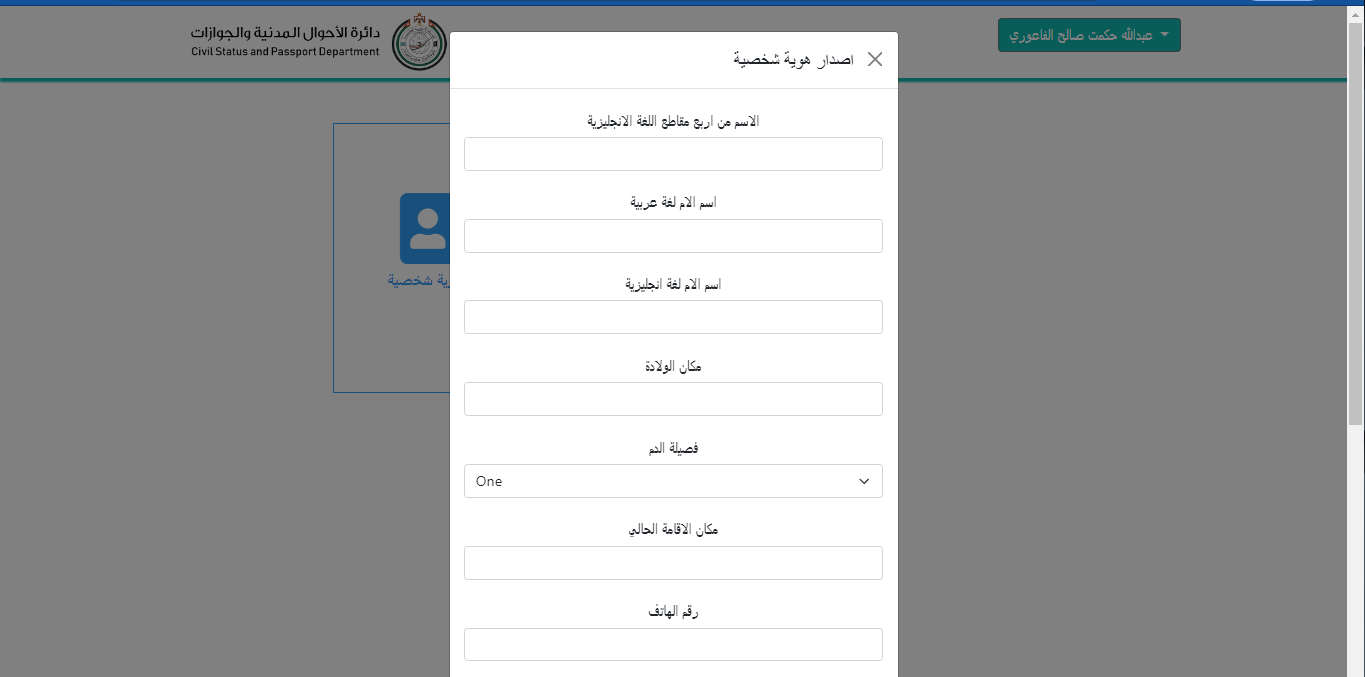 دائرة الأحوال المدنية والجوازات
Civil Status and Passport Department
عبدالله حكمت صالح الفاعوري
اصدار هوية شخصية
الاسم من اربع مقاطع اللغة الانجليزية
اسم الام لغة عربية
اسم الام لغة انجليزية
شخصية
مكان الولادة
فصيلة الدم
One
مكان الاقامة الحالي
رقم الهاتف